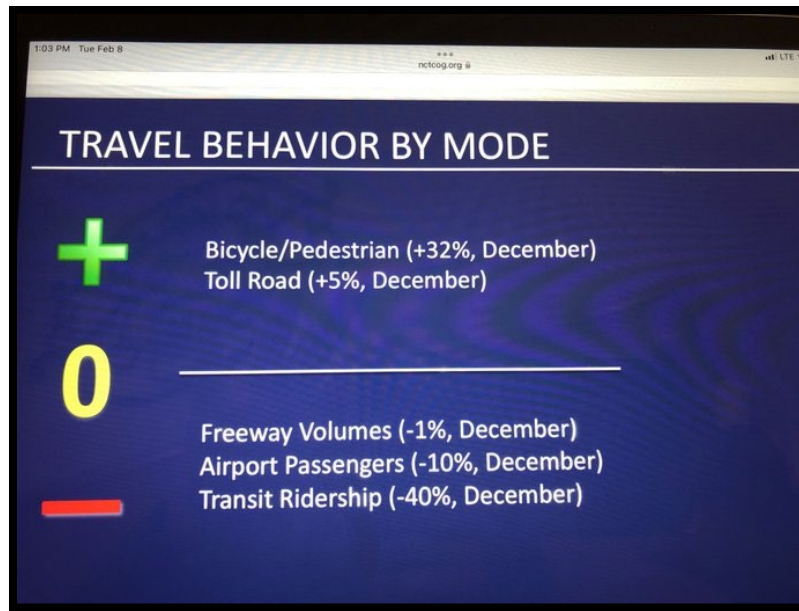 1:03 PM Tue Feb 8
nctcog.org
LTE
TRAVEL BEHAVIOR BY MODE
Bicycle/Pedestrian (+32%, December)
Toll Road (+5%, December)
0
Freeway Volumes (-1%, December)
Airport Passengers (-10%, December)
Transit Ridership (-40%, December)